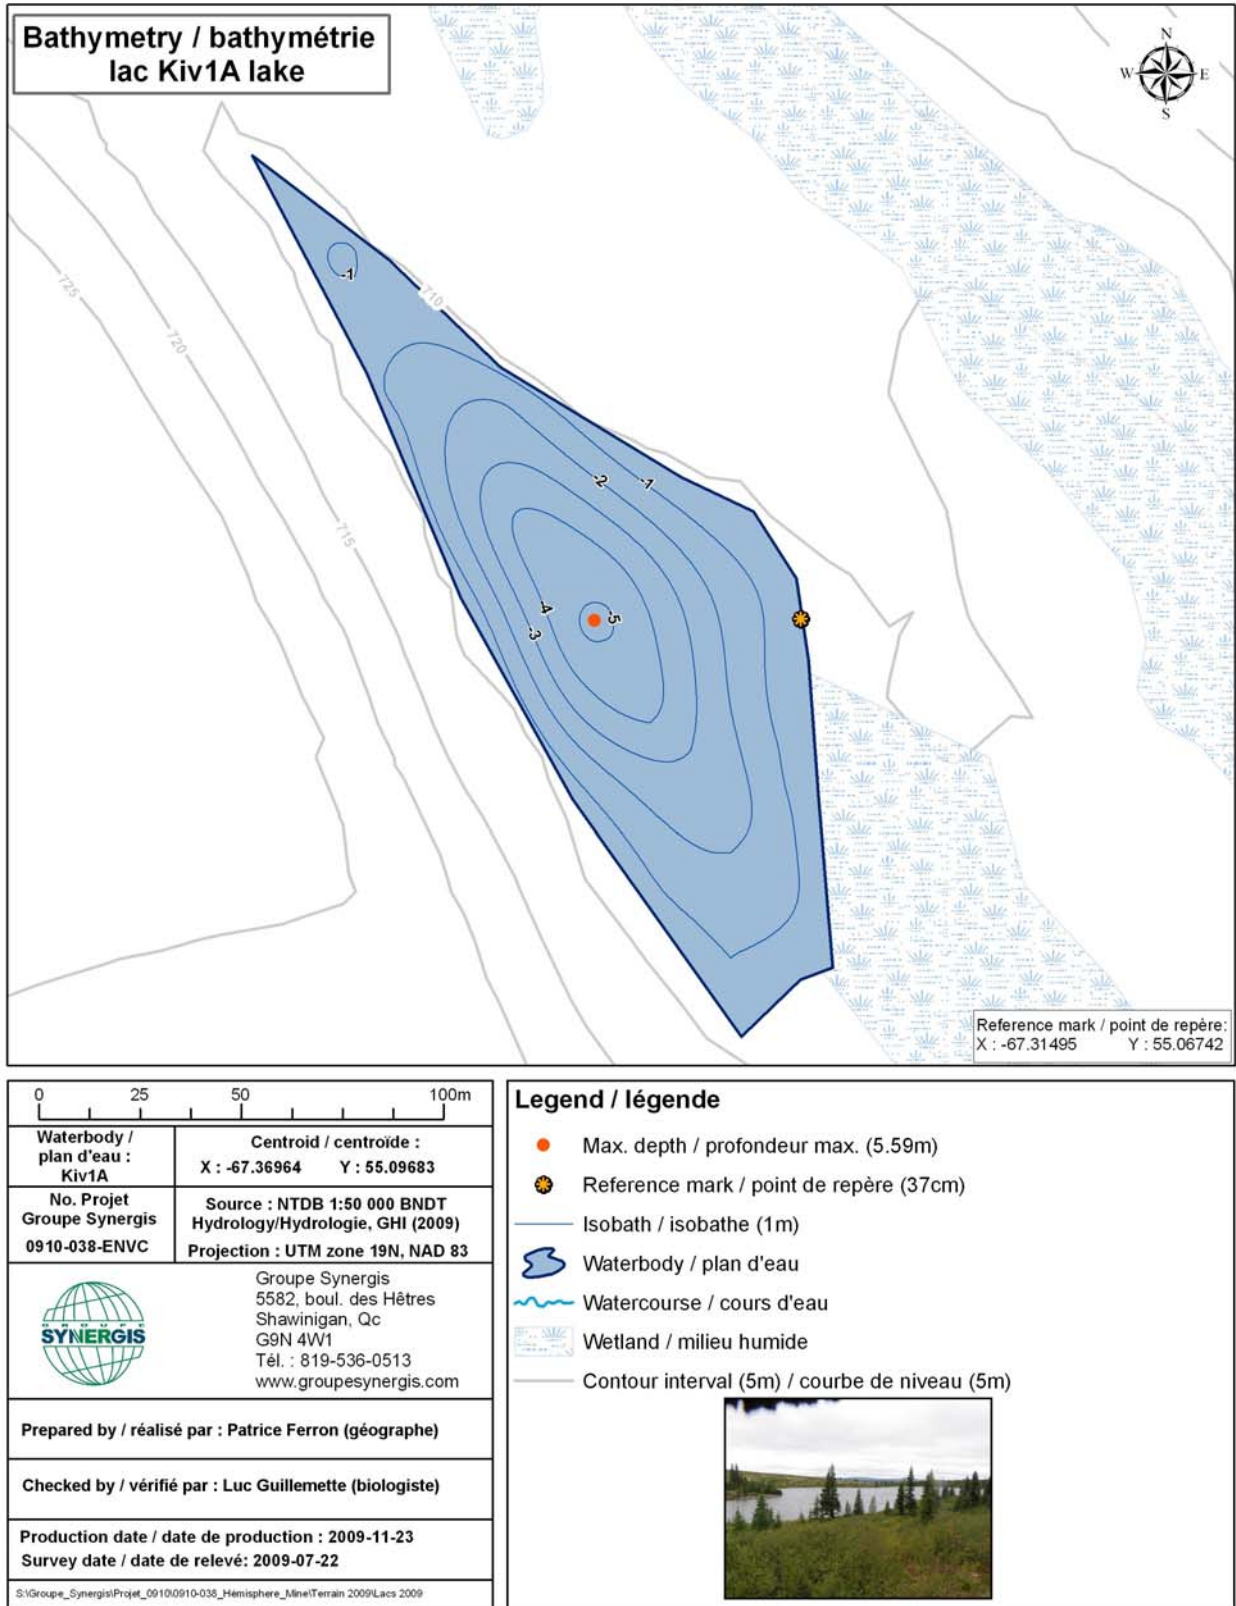 Bathymetry / bathymétrie
lac Kiv1A lake
N
W E
S
-1
710
725
720
-2
-1
715
-4
-5
-3
Reference mark / point de repère:
X : -67.31495 Y : 55.06742
0 25 50 100m
Waterbody /
plan d'eau :
Kiv1A
Centroid / centroïde :
X : -67.36964 Y : 55.09683
No. Projet
Groupe Synergis
0910-038-ENVC
Source : NTDB 1:50 000 BNDT
Hydrology/Hydrologie, GHI (2009)
Projection : UTM zone 19N, NAD 83
GROUPE
SYNERGIS
Groupe Synergis
5582, boul. des Hêtres
Shawinigan, Qc
G9N 4W1
Tél. : 819-536-0513
www.groupesynergis.com
Prepared by / réalisé par : Patrice Ferron (géographe)
Checked by / vérifié par : Luc Guillemette (biologiste)
Production date / date de production : 2009-11-23
Survey date / date de relevé: 2009-07-22
S:\Groupe_Synergis\Projet_0910\0910-038_Hemisphere_Mine\Terrain 2009\Lacs 2009
Legend / légende
Max. depth / profondeur max. (5.59m)
Reference mark / point de repère (37cm)
Isobath / isobathe (1m)
Waterbody / plan d'eau
Watercourse / cours d'eau
Wetland / milieu humide
Contour interval (5m) / courbe de niveau (5m)